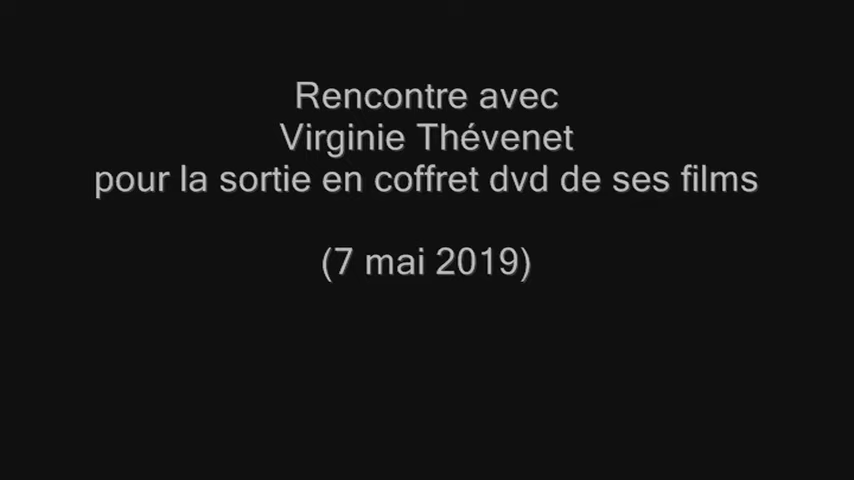 Rencontre avec
Virginie Thévenet
pour la sortie en coffret dvd de ses films
(7 mai 2019)